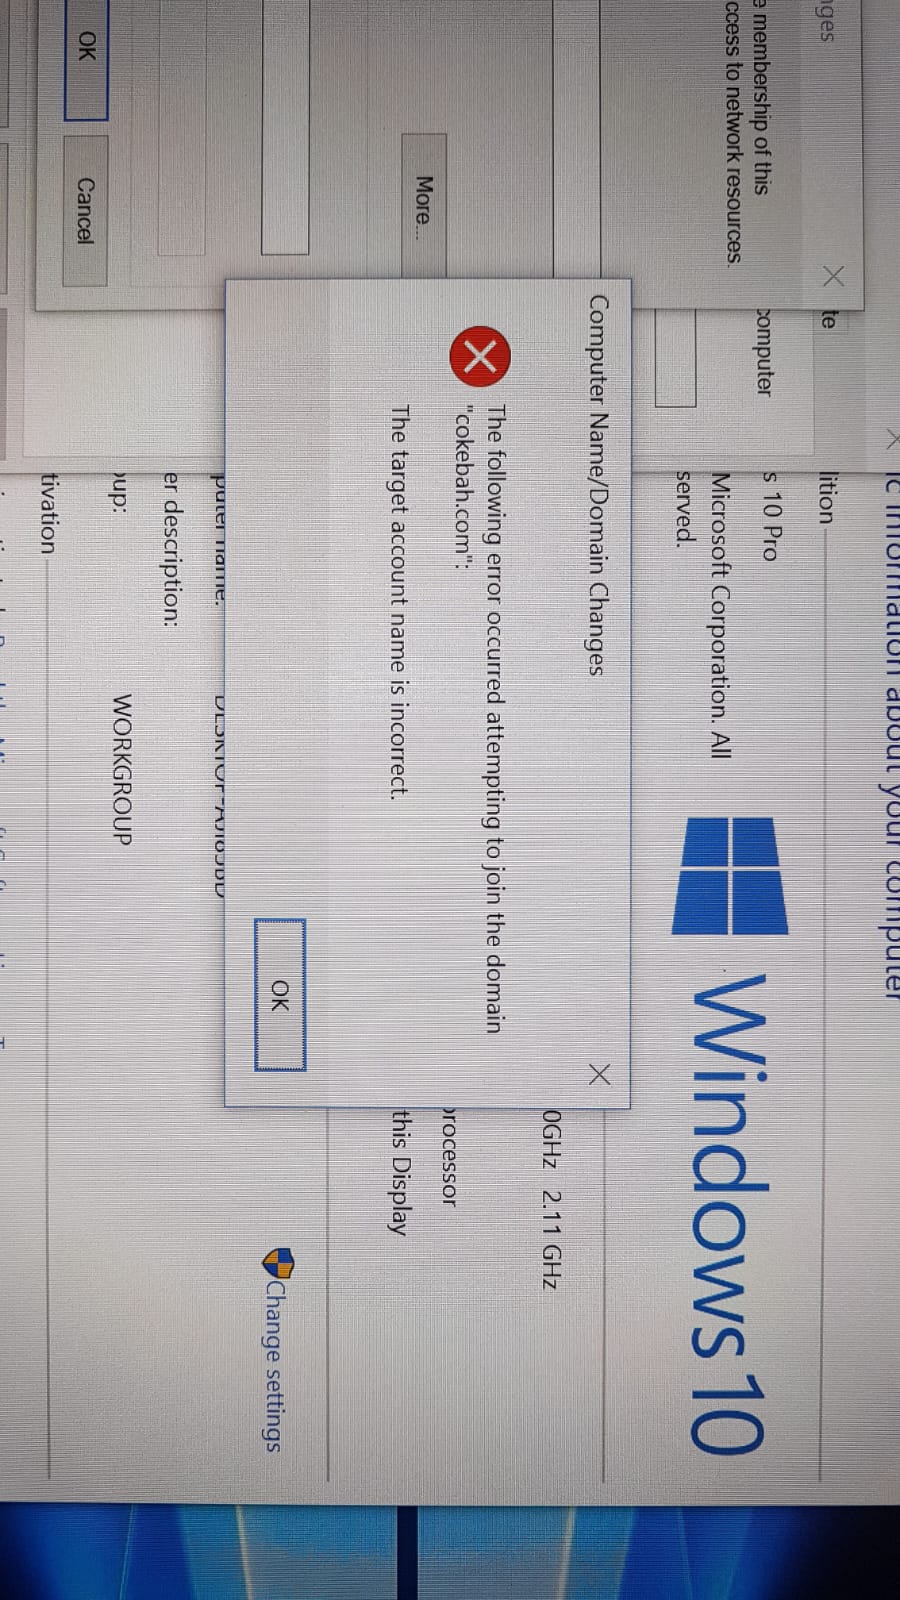 ic information about your computer
lition
s 10 Pro
Microsoft Corporation. All
served.
Windows 10
nges
te
e membership of this
ccess to network resources.
computer
More...
OK
Cancel
Computer Name/Domain Changes
The following error occurred attempting to join the domain
"cokebah.com":
The target account name is incorrect.
OK
0GHz 2.11 GHz
rocessor
this Display
puter name:
er description:
oup:
WORKGROUP
Change settings
tivation